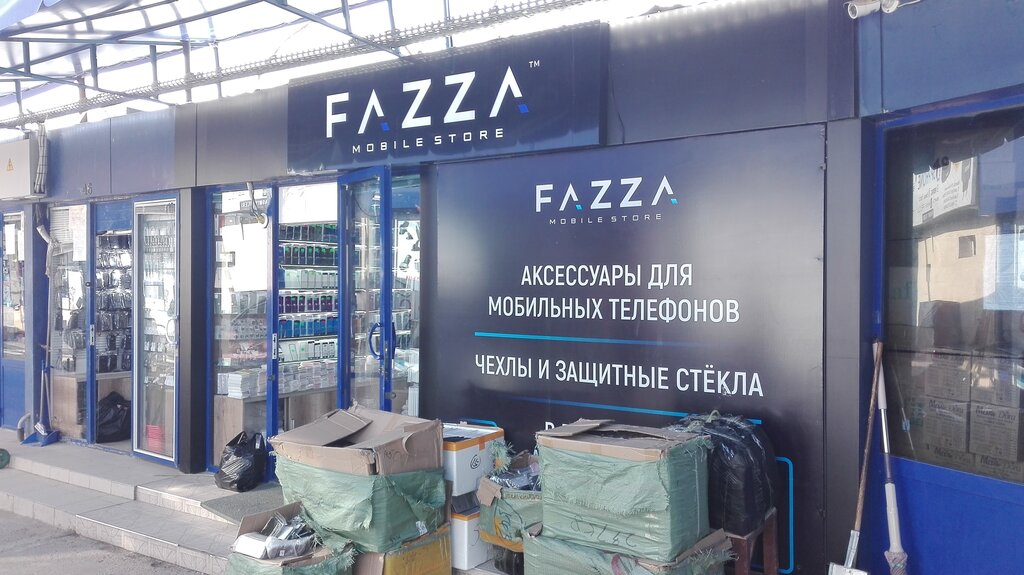 FAZZA™
MOBILE STORE
FAZZA
MOBILE STORE
АКСЕССУАРЫ ДЛЯ
МОБИЛЬНЫХ ТЕЛЕФОНОВ
ЧЕХЛЫ И ЗАЩИТНЫЕ СТЁКЛА